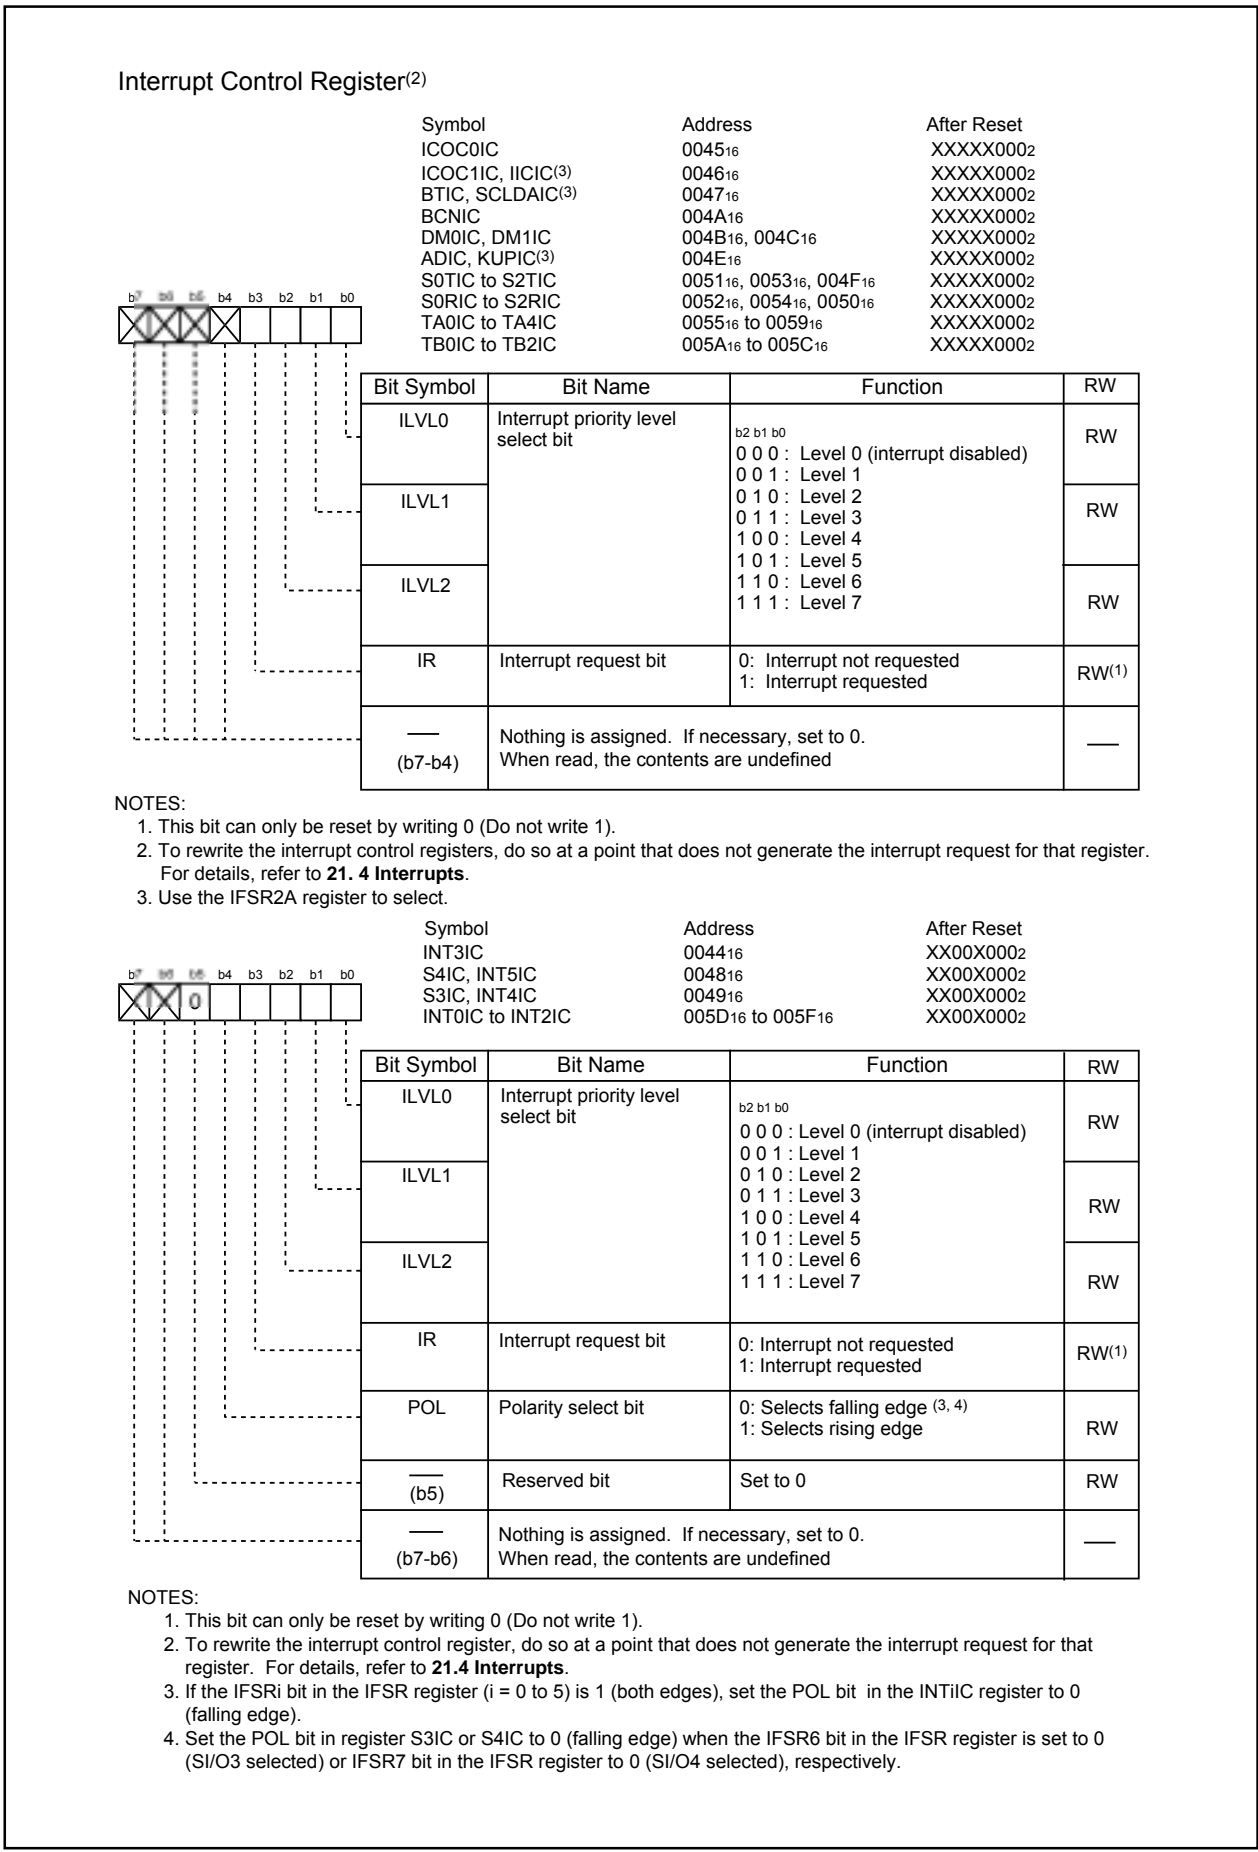 Interrupt Control Register(2)
Symbol Address After Reset
ICOC0IC 004516 XXXXX0002
ICOC1IC, IICIC(3) 004616 XXXXX0002
BTIC, SCLDAIC(3) 004716 XXXXX0002
BCNIC 004A16 XXXXX0002
DM0IC, DM1IC 004B16, 004C16 XXXXX0002
ADIC, KUPIC(3) 004E16 XXXXX0002
S0TIC to S2TIC 005116, 005316, 004F16 XXXXX0002
S0RIC to S2RIC 005216, 005416, 005016 XXXXX0002
TA0IC to TA4IC 005516 to 005916 XXXXX0002
TB0IC to TB2IC 005A16 to 005C16 XXXXX0002
b7 b6 b5 b4 b3 b2 b1 b0
Bit Symbol Bit Name Function RW
ILVL0 Interrupt priority level
select bit
b2 b1 b0
RW
0 0 0 : Level 0 (interrupt disabled)
0 0 1 : Level 1
ILVL1 0 1 0 : Level 2 RW
0 1 1 : Level 3
1 0 0 : Level 4
1 0 1 : Level 5
ILVL2 1 1 0 : Level 6
1 1 1 : Level 7 RW
IR Interrupt request bit 0: Interrupt not requested
1: Interrupt requested RW(1)
— Nothing is assigned. If necessary, set to 0. —
(b7-b4) When read, the contents are undefined
NOTES:
1. This bit can only be reset by writing 0 (Do not write 1).
2. To rewrite the interrupt control registers, do so at a point that does not generate the interrupt request for that register.
For details, refer to 21. 4 Interrupts.
3. Use the IFSR2A register to select.
Symbol Address After Reset
INT3IC 004416 XX00X0002
S4IC, INT5IC 004816 XX00X0002
S3IC, INT4IC 004916 XX00X0002
INT0IC to INT2IC 005D16 to 005F16 XX00X0002
b7 b6 b5 b4 b3 b2 b1 b0
0
Bit Symbol Bit Name Function RW
ILVL0 Interrupt priority level
select bit
b2 b1 b0
RW
0 0 0 : Level 0 (interrupt disabled)
0 0 1 : Level 1
ILVL1 0 1 0 : Level 2
0 1 1 : Level 3 RW
1 0 0 : Level 4
1 0 1 : Level 5
ILVL2 1 1 0 : Level 6
1 1 1 : Level 7 RW
IR Interrupt request bit 0: Interrupt not requested
1: Interrupt requested RW(1)
POL Polarity select bit 0: Selects falling edge (3, 4)
1: Selects rising edge RW
— Reserved bit Set to 0 RW
(b5)
— Nothing is assigned. If necessary, set to 0. —
(b7-b6) When read, the contents are undefined
NOTES:
1. This bit can only be reset by writing 0 (Do not write 1).
2. To rewrite the interrupt control register, do so at a point that does not generate the interrupt request for that
register. For details, refer to 21.4 Interrupts.
3. If the IFSRi bit in the IFSR register (i = 0 to 5) is 1 (both edges), set the POL bit in the INTiIC register to 0
(falling edge).
4. Set the POL bit in register S3IC or S4IC to 0 (falling edge) when the IFSR6 bit in the IFSR register is set to 0
(SI/O3 selected) or IFSR7 bit in the IFSR register to 0 (SI/O4 selected), respectively.